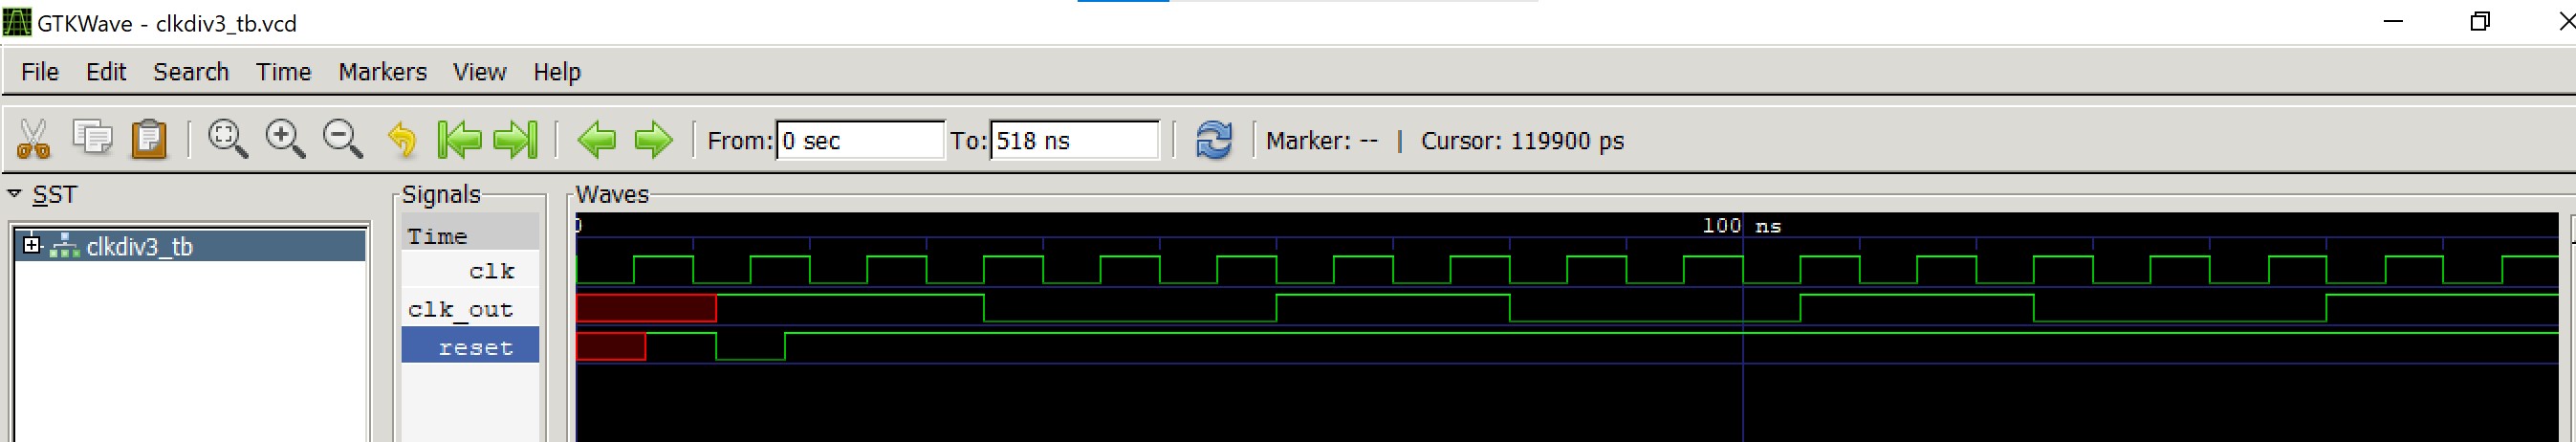 GTKWave - clkdiv3_tb.vcd
File Edit Search Time Markers View Help
From: 0 sec To: 518 ns Marker: -- | Cursor: 119900 ps
SST Signals Waves
clkdiv3_tb
Time
0 100 ns
clk
clk_out
reset